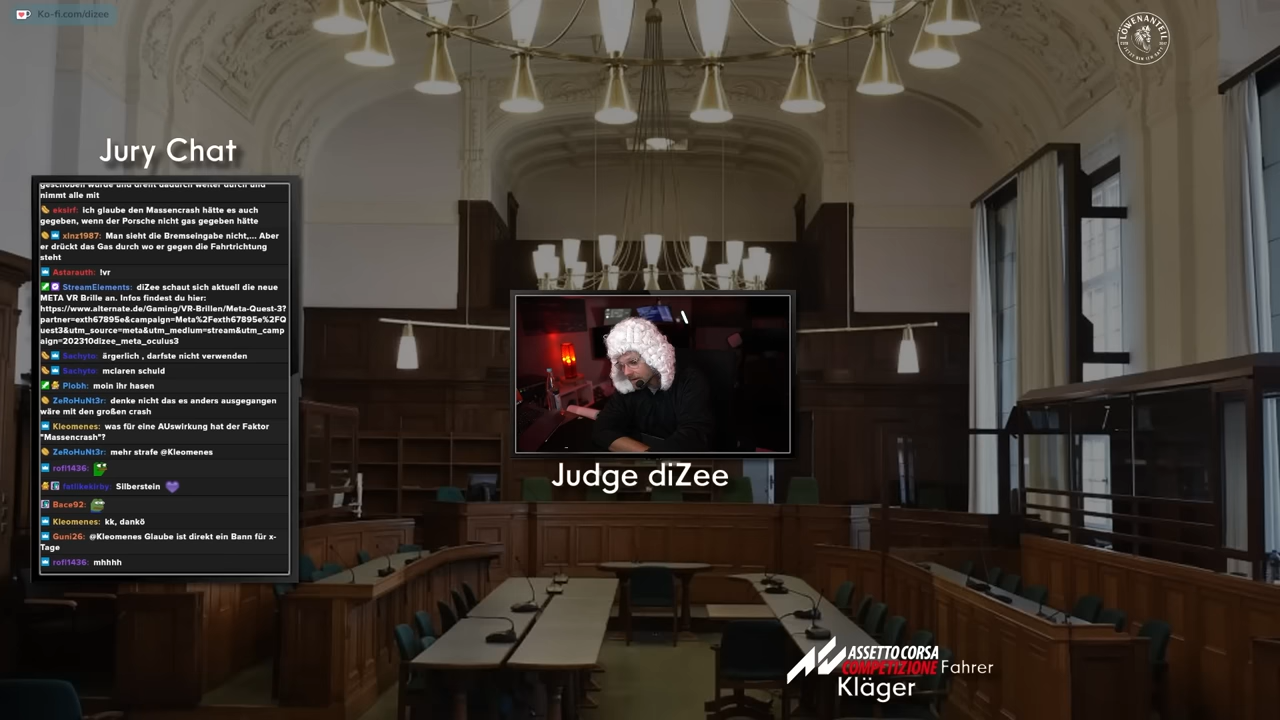 Ko-fi.com/dizee
LÖWENANTEIL
Jury Chat
geschoben wurde und dreht dadurch weiter durch und
nimmt alle mit
eksirf: ich glaube den Massencrash hätte es auch
gegeben, wenn der Porsche nicht gas gegeben hätte
xlnz1987: Man sieht die Bremseingabe nicht,... Aber
er drückt das Gas durch wo er gegen die Fahrtrichtung
steht
Astarauth: !vr
StreamElements: diZee schaut sich aktuell die neue
META VR Brille an. Infos findest du hier:
https://www.alternate.de/Gaming/VR-Brillen/Meta-Quest-3?
partner=exth67895e&campaign=Meta%2Fexth67895e%2FQ
uest3&utm_source=meta&utm_medium=stream&utm_camp
aign=202310dizee_meta_oculus3
Sachyto: ärgerlich , darfste nicht verwenden
Sachyto: mclaren schuld
Plobh: moin ihr hasen
ZeRoHuNt3r: denke nicht das es anders ausgegangen
wäre mit den großen crash
Kleomenes: was für eine AUswirkung hat der Faktor
"Massencrash"?
ZeRoHuNt3r: mehr strafe @Kleomenes
rofl1436:
fatlikekirby: Silberstein
Bace92:
Kleomenes: kk, dankö
Guni26: @Kleomenes Glaube ist direkt ein Bann für x-
Tage
rofl1436: mhhhh
Judge diZee
ASSETTO CORSA
COMPETIZIONE Fahrer
Kläger